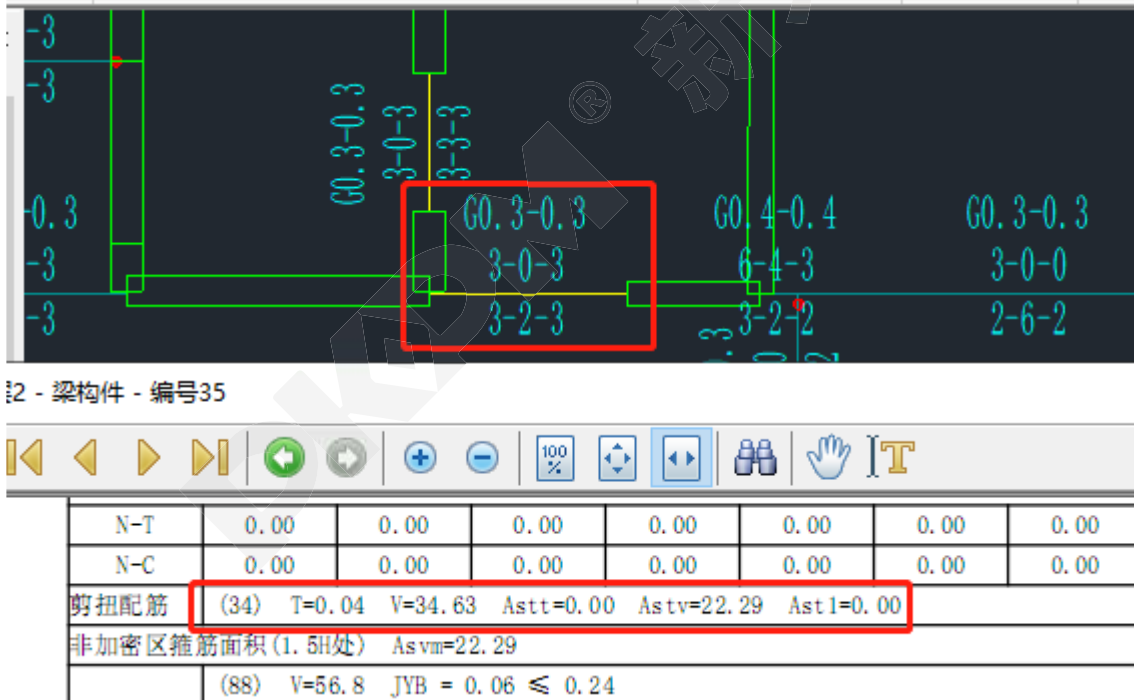 -3
-3
G0.3-0.3
3-0-3
3-3-3
-0.3
G0.3-0.3
G0.4-0.4
G0.3-0.3
-3
3-0-3
6-4-3
3-0-0
-3
3-2-3
3-2-2
2-6-2
PKPM®
2 - 梁构件 - 编号35
100%
T
N-T 0.00 0.00 0.00 0.00 0.00 0.00 0.00
N-C 0.00 0.00 0.00 0.00 0.00 0.00 0.00
剪扭配筋 (34) T=0.04 V=34.63 Astt=0.00 Astv=22.29 Ast1=0.00
非加密区箍筋面积(1.5H处) Asvm=22.29
(88) V=56.8 JYB = 0.06 ≤ 0.24